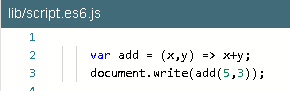 lib/script.es6.js
1
2 var add = (x,y) => x+y;
3 document.write(add(5,3));